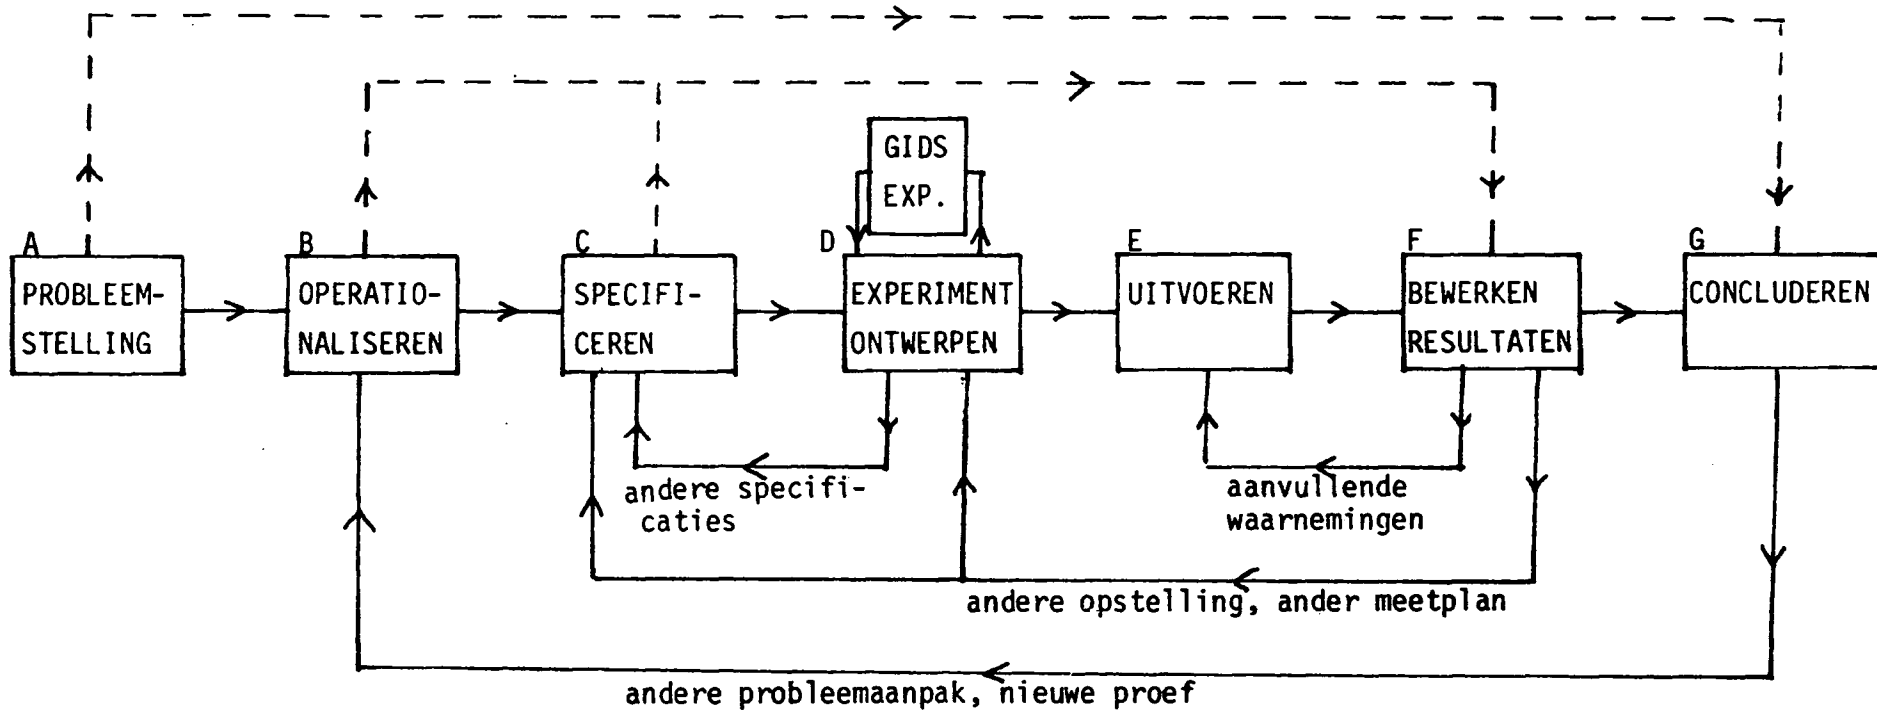 GIDS
EXP.
A
PROBLEEM-
STELLING
B
OPERATIO-
NALISEREN
C
SPECIFI-
CEREN
D
EXPERIMENT
ONTWERPEN
E
UITVOEREN
F
BEWERKEN
RESULTATEN
G
CONCLUDEREN
andere specifi-
caties
aanvullende
waarnemingen
andere opstelling, ander meetplan
andere probleemaanpak, nieuwe proef